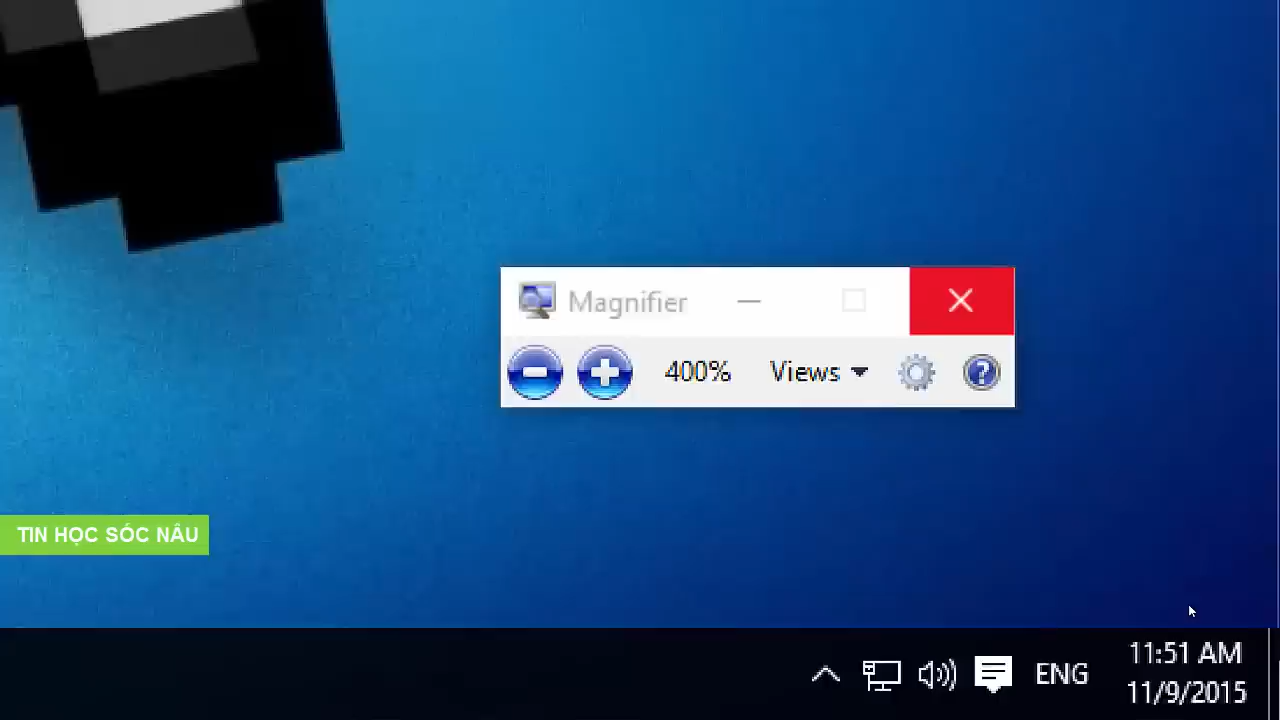 Magnifier
400% Views
TIN HỌC SÓC NÂU
ENG
11:51 AM
11/9/2015